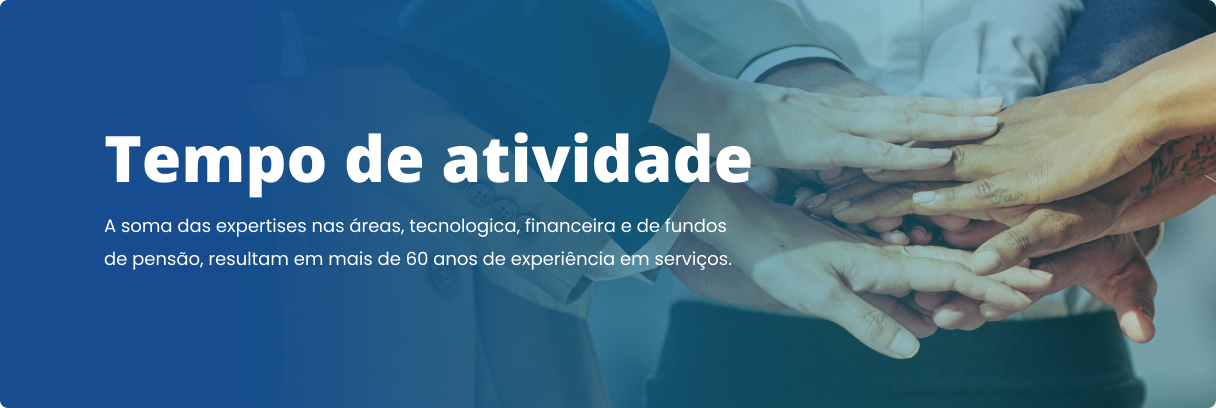 Tempo de atividade
A soma das expertises nas áreas, tecnologica, financeira e de fundos
de pensão, resultam em mais de 60 anos de experiência em serviços.